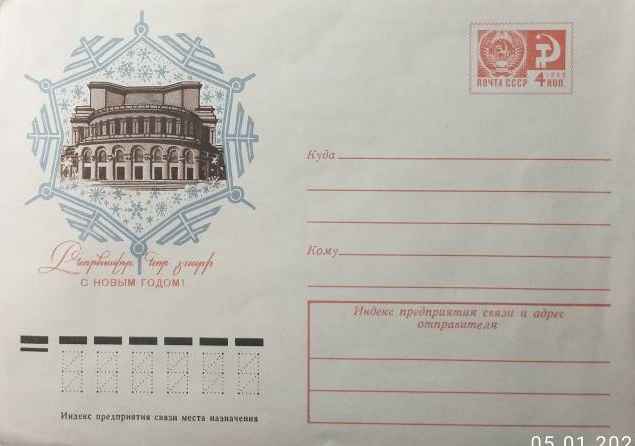 ПОЧТА СССР
4 1966
КОП.
Շնորհավոր Նոր տարի
С НОВЫМ ГОДОМ!
Куда
Кому
Индекс предприятия связи и адрес
отправителя
Индекс предприятия связи места назначения
05.01.202